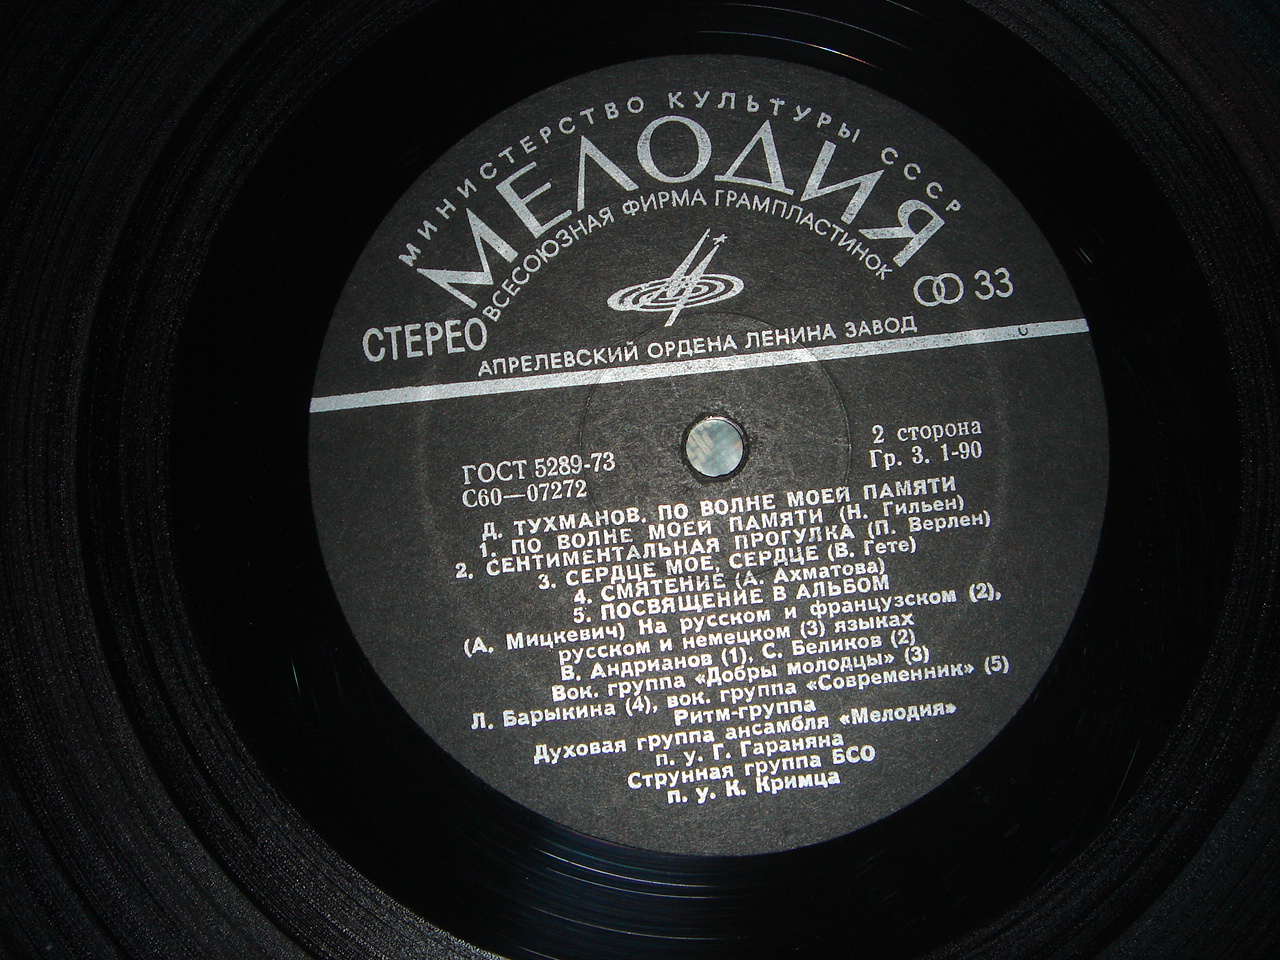 МИНИСТЕРСТВО КУЛЬТУРЫ СССР
МЕЛОДИЯ
ВСЕСОЮЗНАЯ ФИРМА ГРАМПЛАСТИНОК
СТЕРЕО
33
АПРЕЛЕВСКИЙ ОРДЕНА ЛЕНИНА ЗАВОД
ГОСТ 5289-73
С60—07272
2 сторона
Гр. 3. 1-90
Д. ТУХМАНОВ. ПО ВОЛНЕ МОЕЙ ПАМЯТИ
1. ПО ВОЛНЕ МОЕЙ ПАМЯТИ (Н. Гильен)
2. СЕНТИМЕНТАЛЬНАЯ ПРОГУЛКА (П. Верлен)
3. СЕРДЦЕ МОЕ, СЕРДЦЕ (В. Гете)
4. СМЯТЕНИЕ (А. Ахматова)
5. ПОСВЯЩЕНИЕ В АЛЬБОМ
(А. Мицкевич) На русском и французском (2),
русском и немецком (3) языках
В. Андрианов (1), С. Беликов (2)
Вок. группа «Добры молодцы» (3)
Л. Барыкина (4), вок. группа «Современник» (5)
Ритм-группа
Духовая группа ансамбля «Мелодия»
п. у. Г. Гараняна
Струнная группа БСО
п. у. К. Кримца